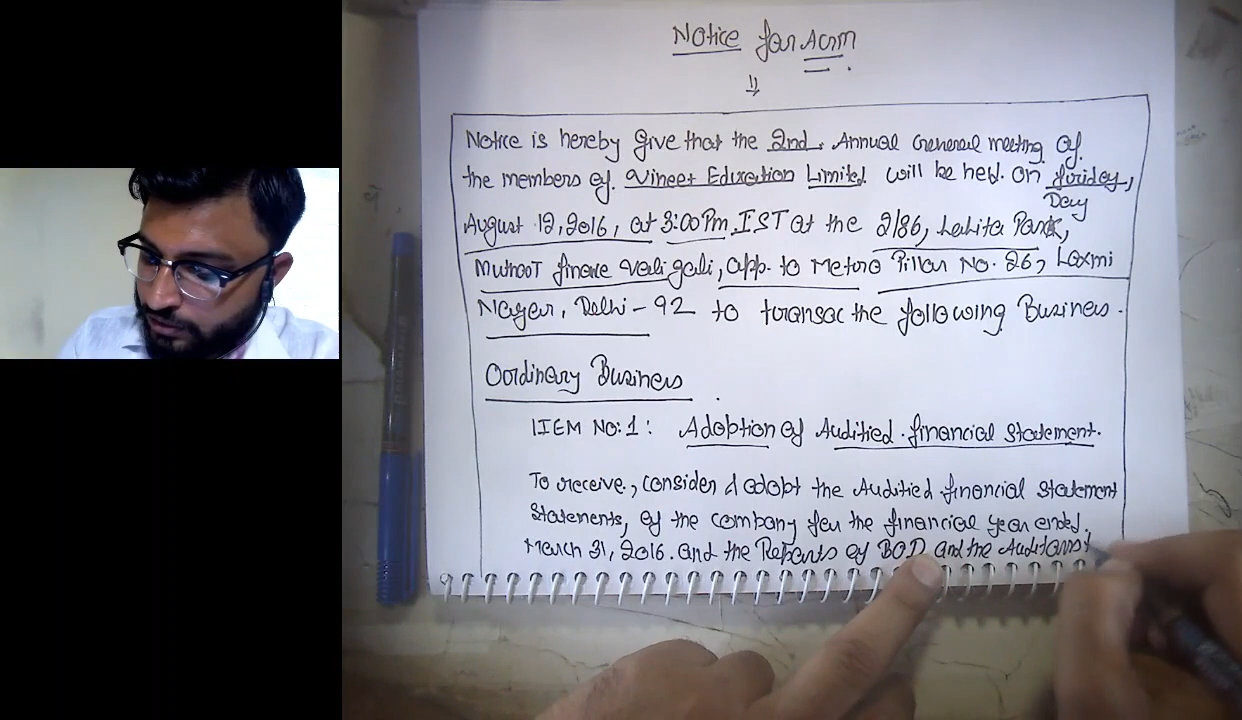 Notice for AGM
Notice is hereby give that the 2nd. Annual General meeting of
the members of. Vineet Education Limited. will be held. on friday,
Day
August 12, 2016, at 3:00 Pm IST at the 2/86, Lalita Park,
Muthoot finance vali gali, opp. to Metro Pillar No. 26, Laxmi
Nagar, Delhi - 92 to transac the following Business.
Oordinary Business
ITEM NO: 1 : Adoption of Auditied financial Statement.
To receive, consider & adopt the Auditied financial Statement
Statements, of the company for the financial year ended.
March 31, 2016. and the Reports of BOD and the Auditors